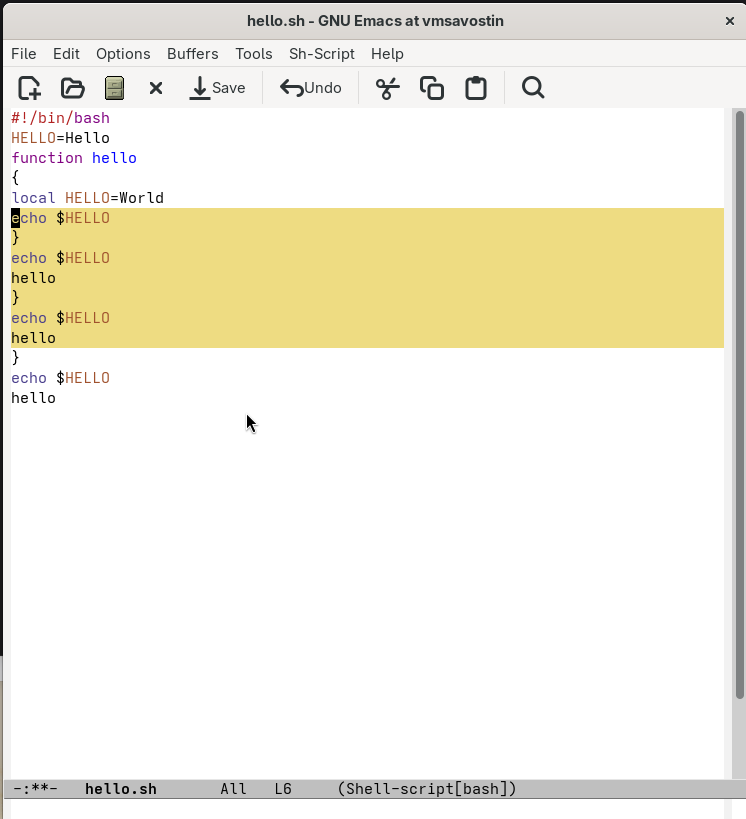 hello.sh - GNU Emacs at vmsavostin
File Edit Options Buffers Tools Sh-Script Help
Save Undo
#!/bin/bash
HELLO=Hello
function hello
{
local HELLO=World
echo $HELLO
}
echo $HELLO
hello
}
echo $HELLO
hello
}
echo $HELLO
hello
-:**- hello.sh All L6 (Shell-script[bash])